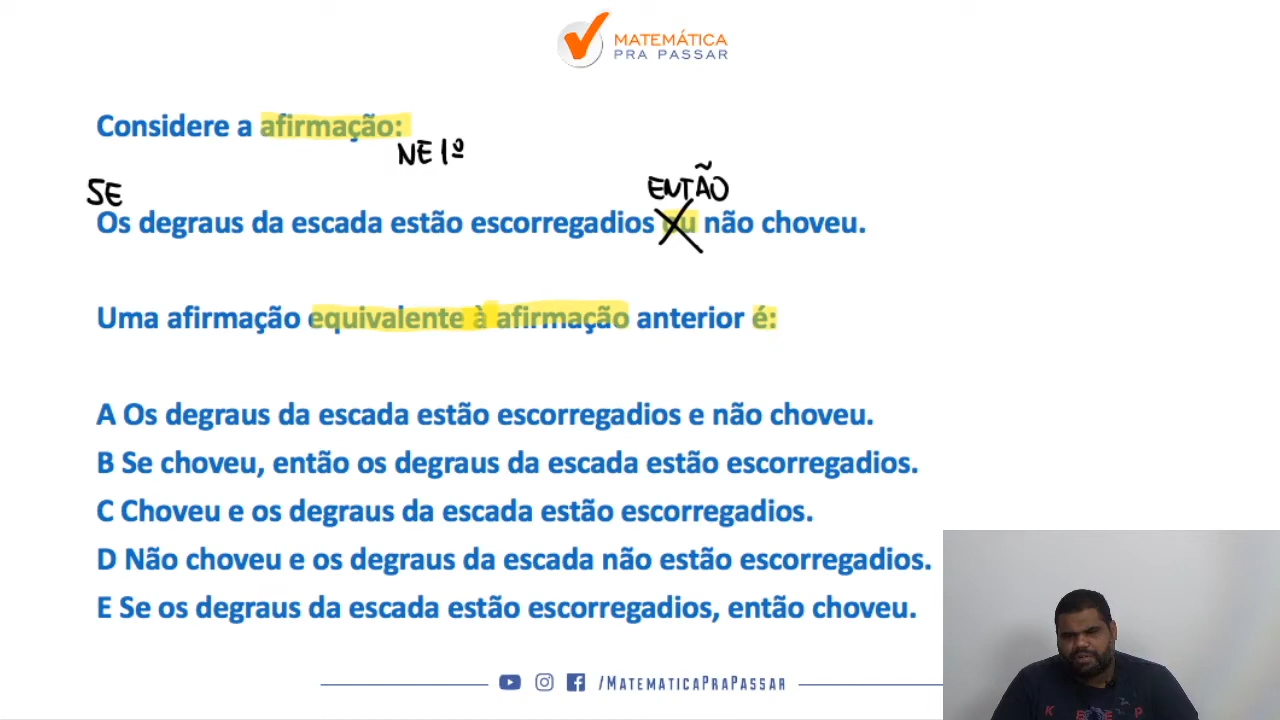 MATEMÁTICA
PRA PASSAR
Considere a afirmação:
NE 1º
SE
ENTÃO
Os degraus da escada estão escorregadios ou não choveu.
Uma afirmação equivalente à afirmação anterior é:
A Os degraus da escada estão escorregadios e não choveu.
B Se choveu, então os degraus da escada estão escorregadios.
C Choveu e os degraus da escada estão escorregadios.
D Não choveu e os degraus da escada não estão escorregadios.
E Se os degraus da escada estão escorregadios, então choveu.
/MATEMATICAPRAPASSAR